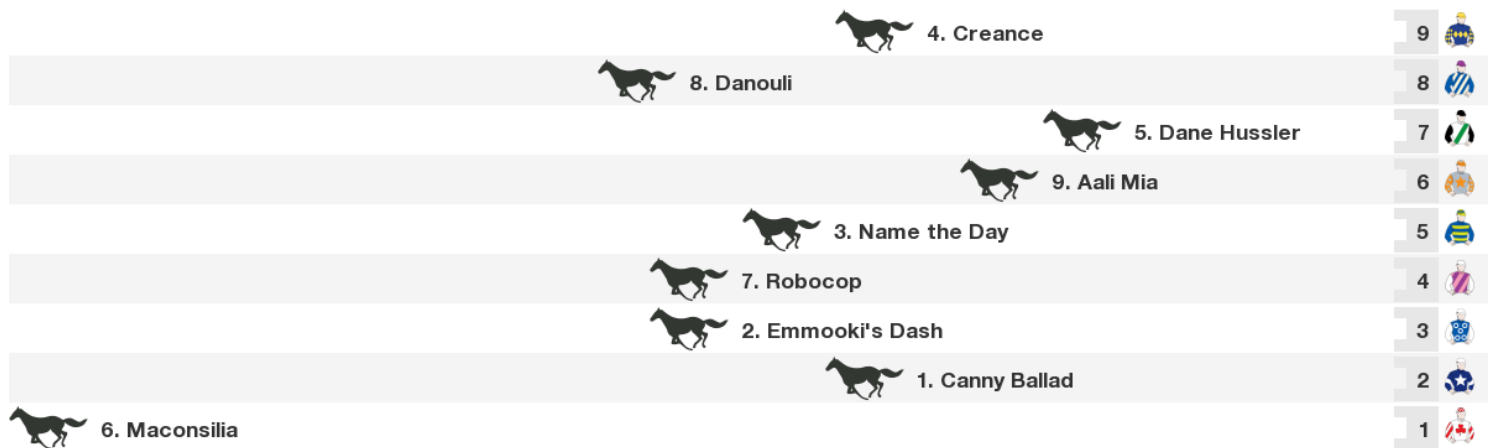 4. Creance 9
8. Danouli 8
5. Dane Hussler 7
9. Aali Mia 6
3. Name the Day 5
7. Robocop 4
2. Emmooki's Dash 3
1. Canny Ballad 2
6. Maconsilia 1